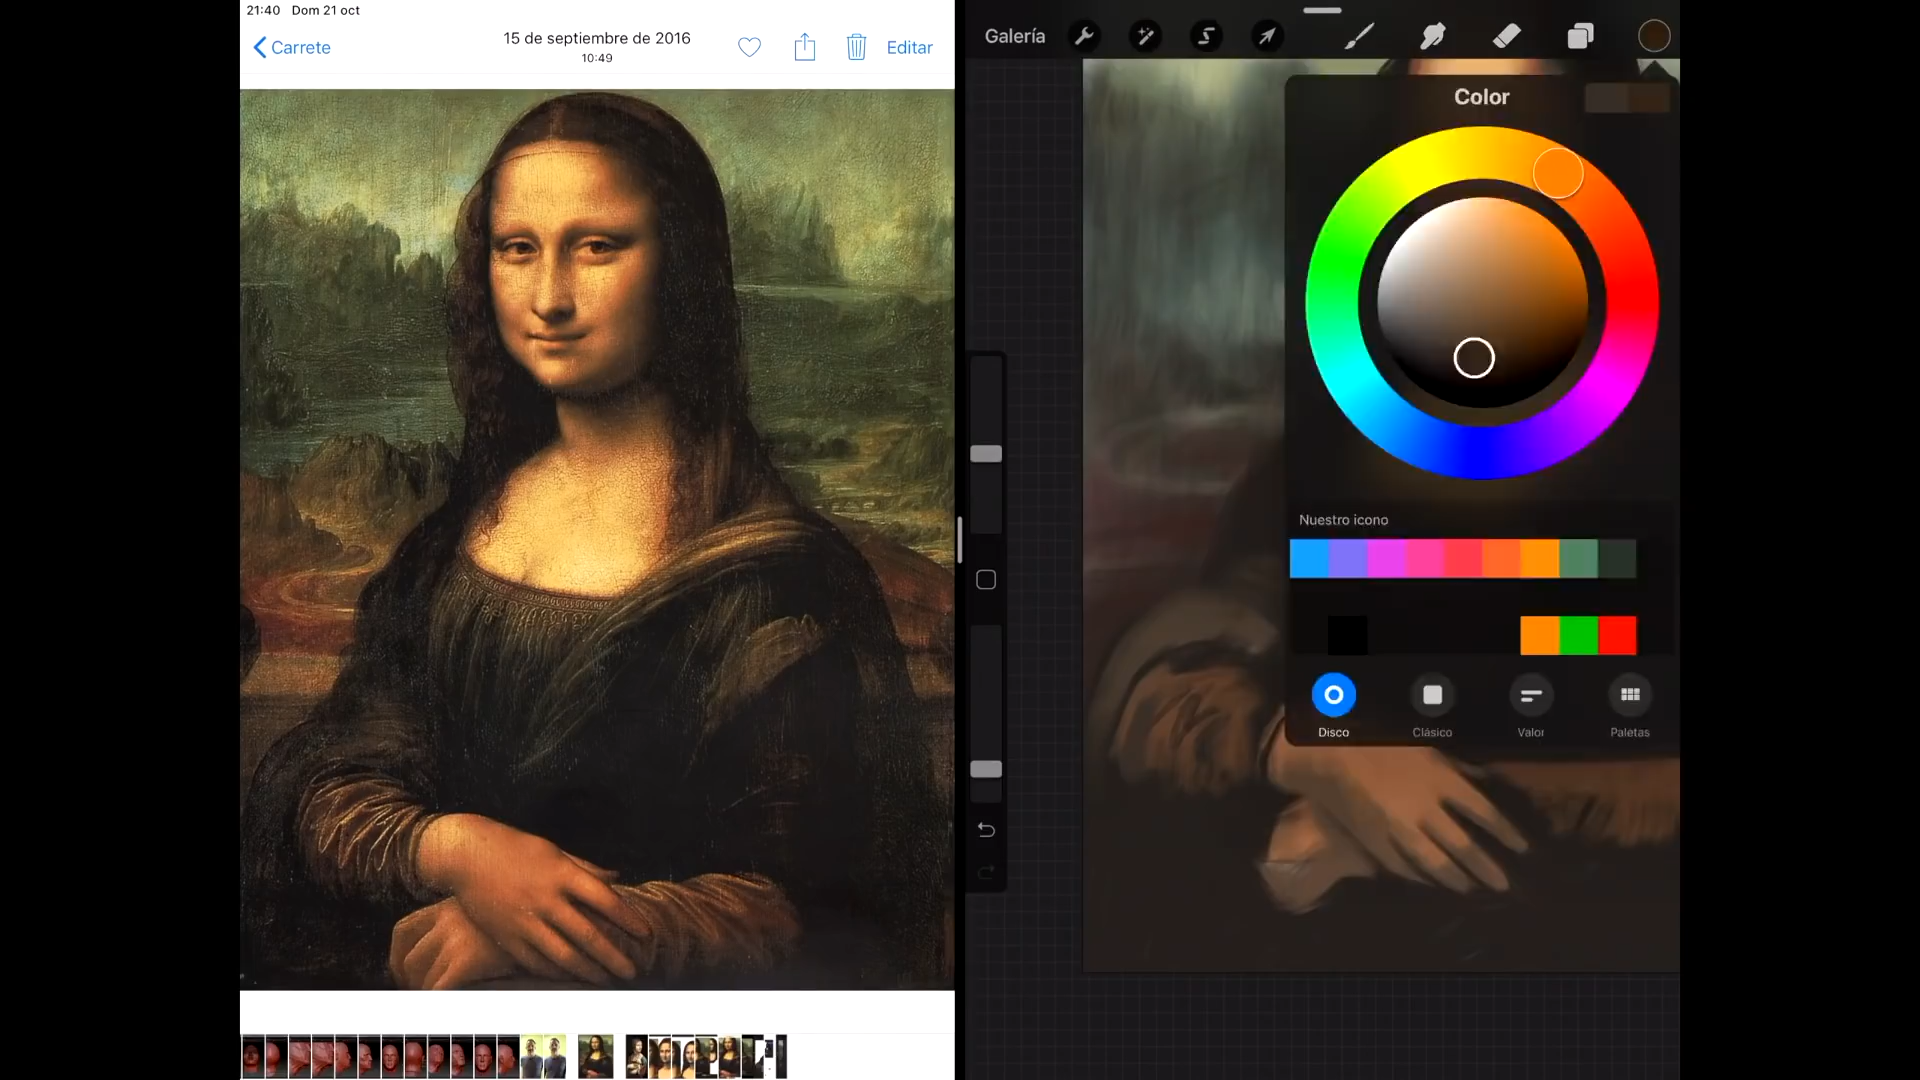 21:40 Dom 21 oct
Carrete
15 de septiembre de 2016
10:49
Editar
Galería
Color
Nuestro icono
Disco
Clásico
Valor
Paletas